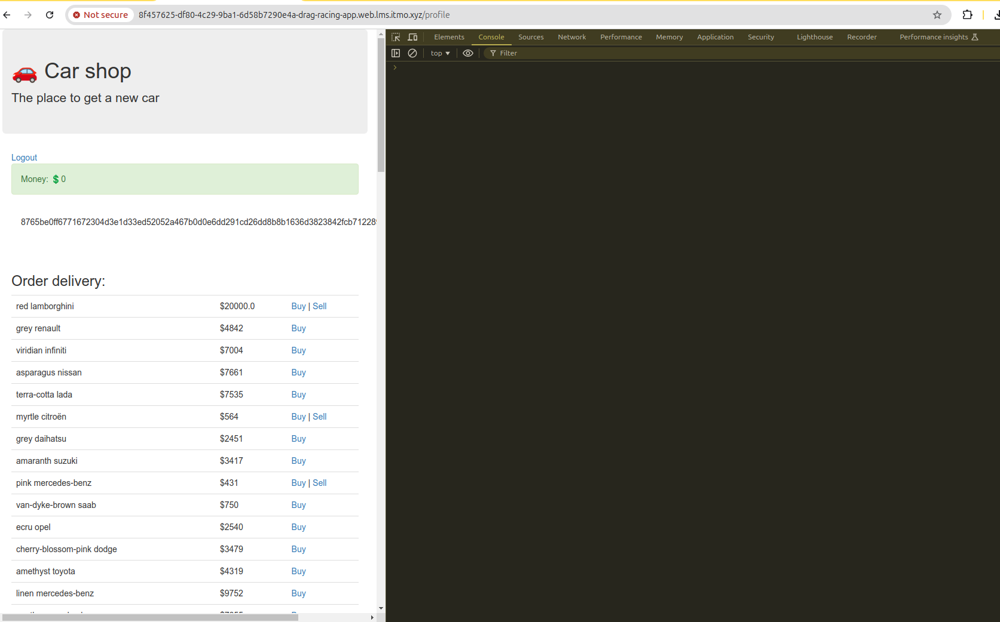 Not secure 8f457625-df80-4c29-9ba1-6d58b7290e4a-drag-racing-app.web.lms.itmo.xyz/profile
Elements Console Sources Network Performance Memory Application Security Lighthouse Recorder Performance insights
top Filter
Car shop
The place to get a new car
Logout
Money: 💲0
8765be0ff6771672304d3e1d33ed52052a467b0d0e6dd291cd26dd8b8b1636d3823842fcb71228
Order delivery:
red lamborghini $20000.0 Buy | Sell
grey renault $4842 Buy
viridian infiniti $7004 Buy
asparagus nissan $7661 Buy
terra-cotta lada $7535 Buy
myrtle citroën $564 Buy | Sell
grey daihatsu $2451 Buy
amaranth suzuki $3417 Buy
pink mercedes-benz $431 Buy | Sell
van-dyke-brown saab $750 Buy
ecru opel $2540 Buy
cherry-blossom-pink dodge $3479 Buy
amethyst toyota $4319 Buy
linen mercedes-benz $9752 Buy